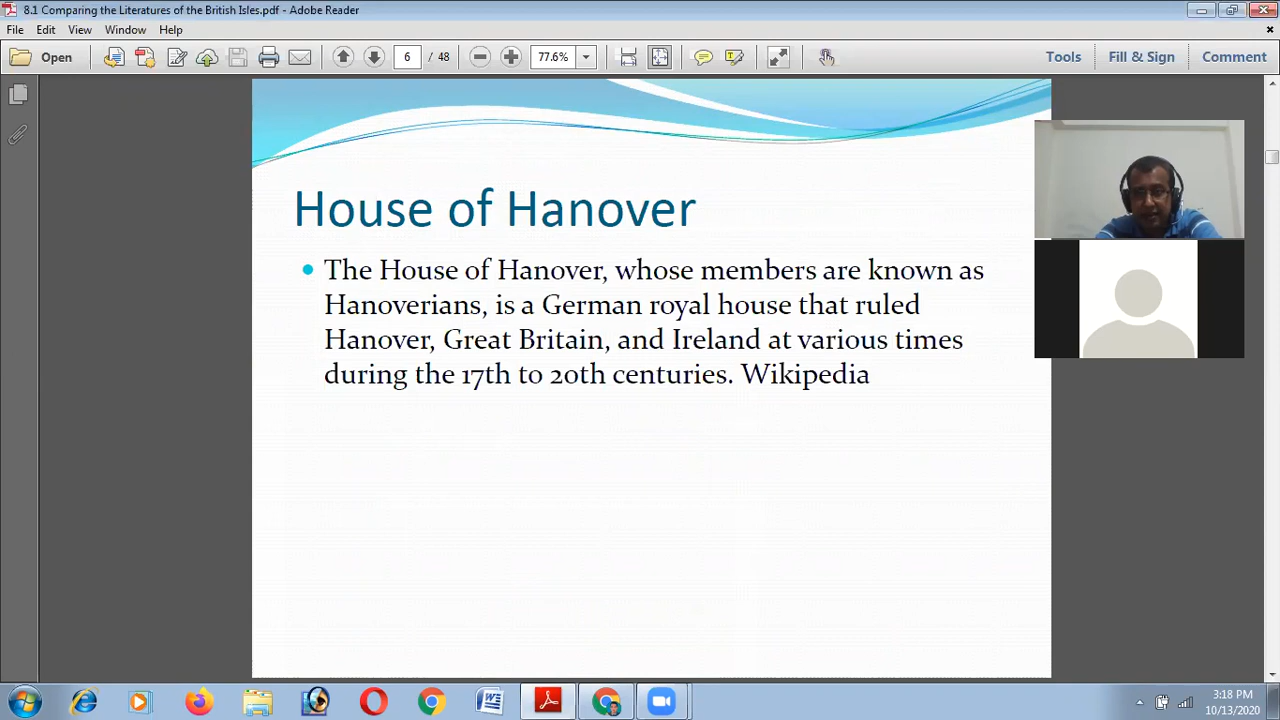 8.1 Comparing the Literatures of the British Isles.pdf - Adobe Reader
File Edit View Window Help
Open 6 / 48 77.6% Tools Fill & Sign Comment
House of Hanover
• The House of Hanover, whose members are known as
Hanoverians, is a German royal house that ruled
Hanover, Great Britain, and Ireland at various times
during the 17th to 20th centuries. Wikipedia
3:18 PM
10/13/2020